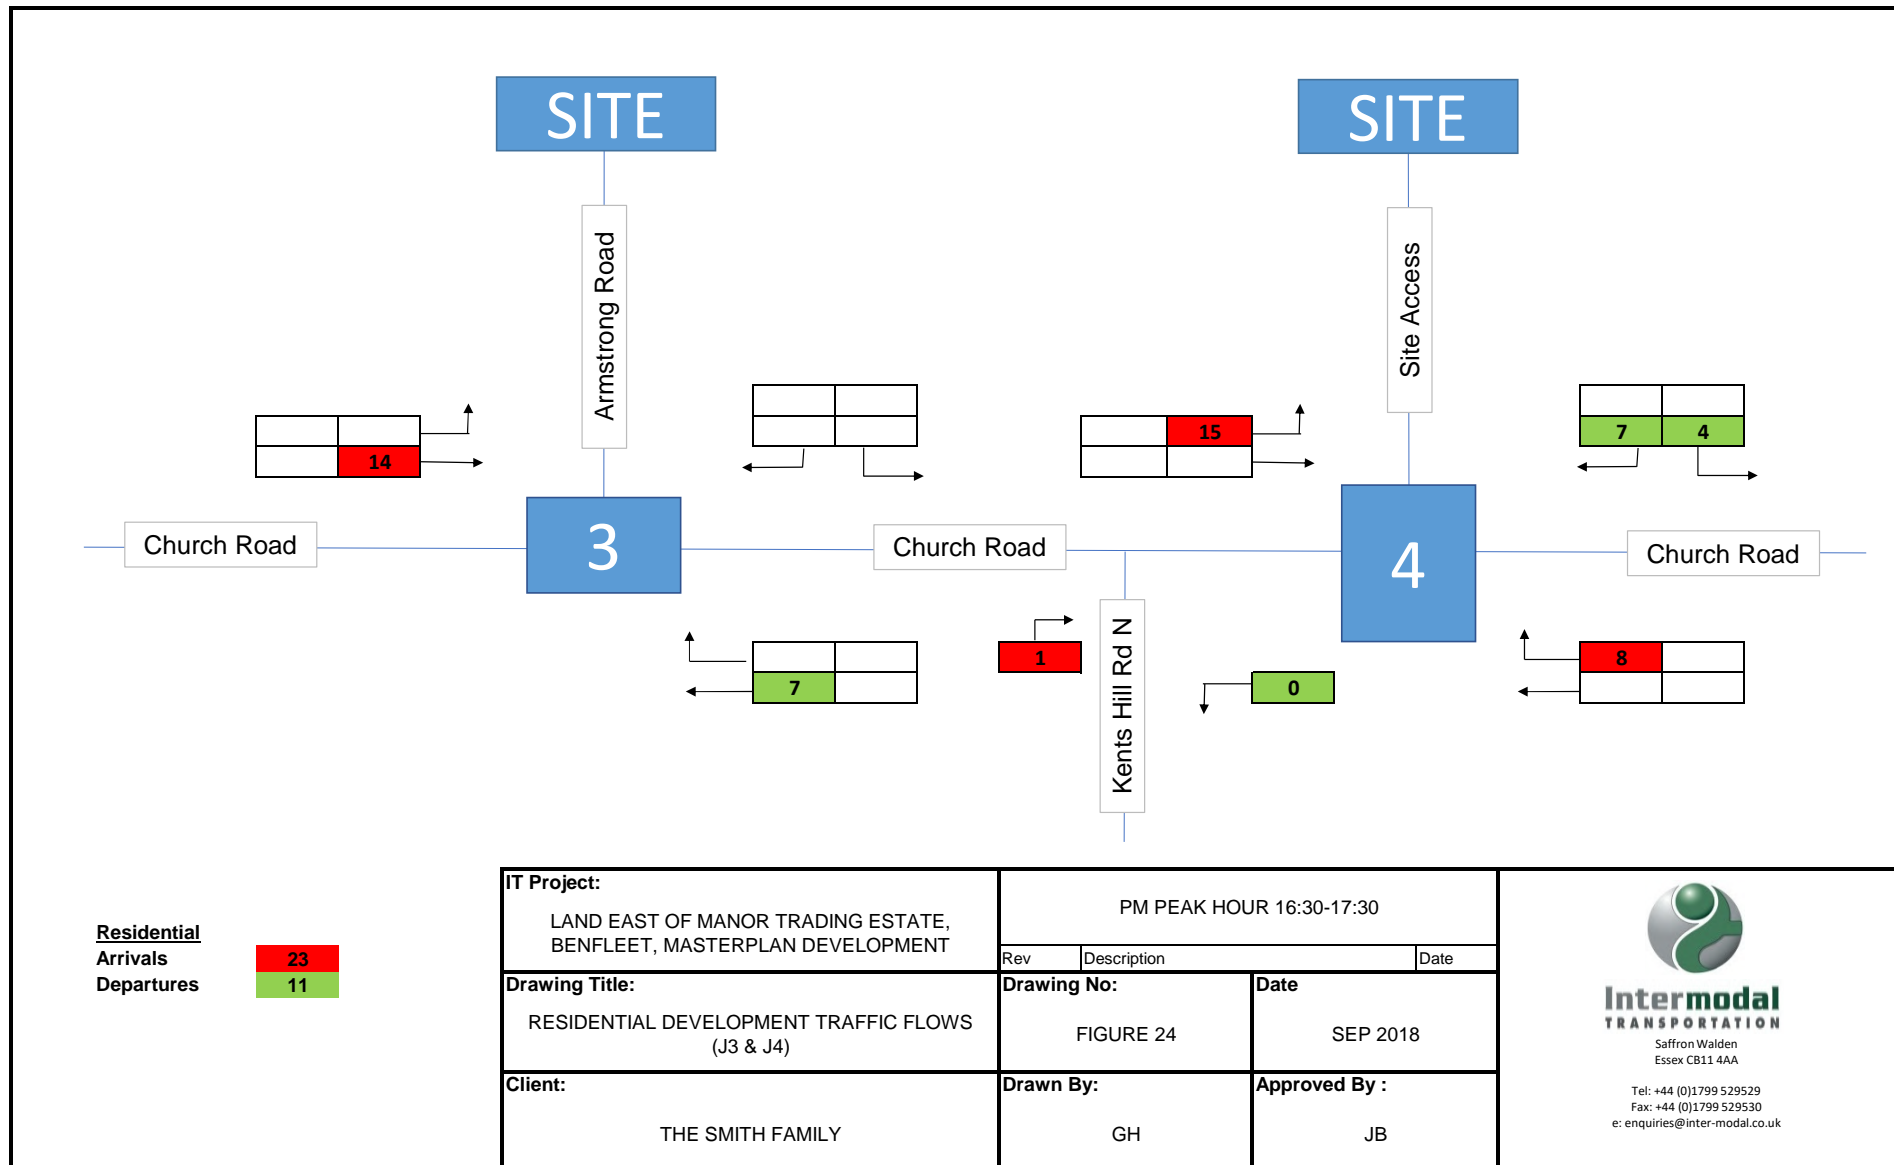 SITE
SITE
Armstrong Road
Site Access
15
7 4
14
Church Road
3
Church Road
4
Church Road
Kents Hill Rd N
1
8
7
0
IT Project:
LAND EAST OF MANOR TRADING ESTATE,
BENFLEET, MASTERPLAN DEVELOPMENT
PM PEAK HOUR 16:30-17:30
Rev Description Date
Residential
Arrivals 23
Departures 11
Drawing Title:
RESIDENTIAL DEVELOPMENT TRAFFIC FLOWS
(J3 & J4)
Drawing No:
FIGURE 24
Date
SEP 2018
Client:
THE SMITH FAMILY
Drawn By:
GH
Approved By :
JB
Intermodal
TRANSPORTATION
Saffron Walden
Essex CB11 4AA
Tel: +44 (0)1799 529529
Fax: +44 (0)1799 529530
e: enquiries@inter-modal.co.uk